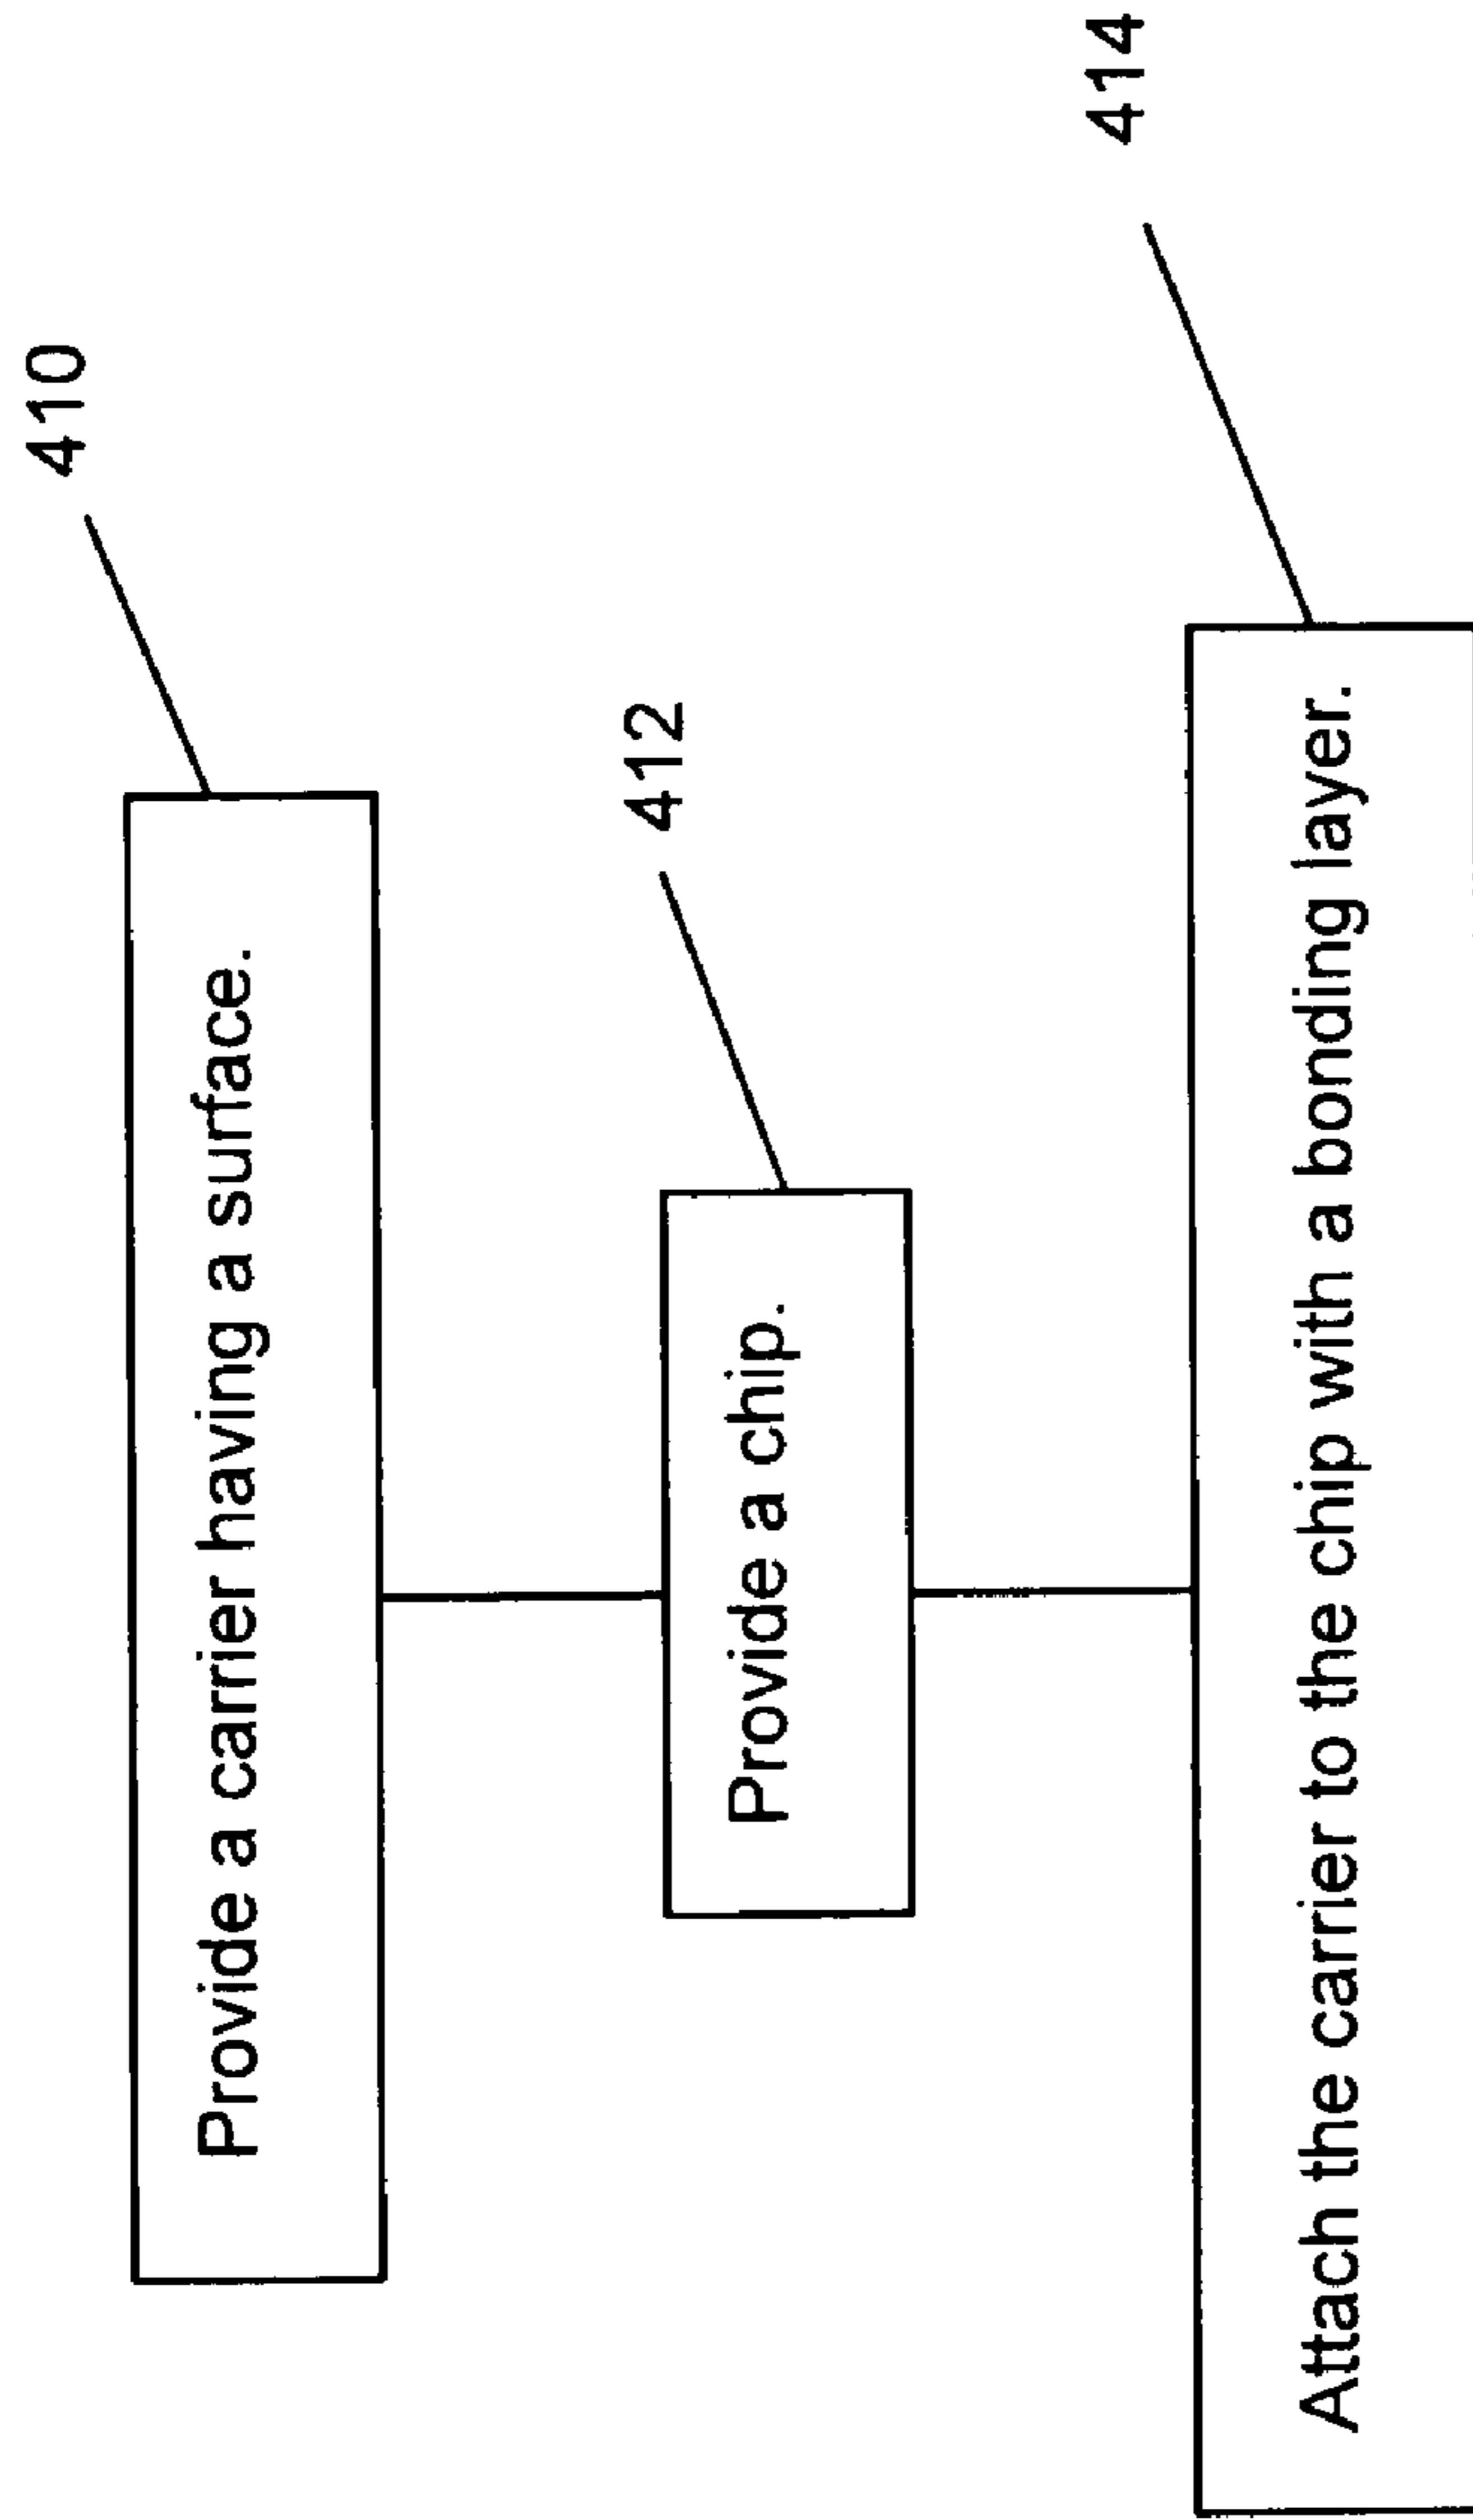 410
Provide a carrier having a surface.
412
Provide a chip.
414
Attach the carrier to the chip with a bonding layer.